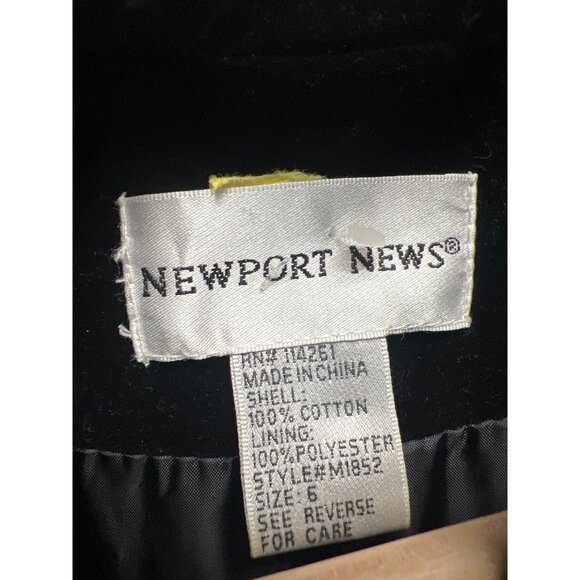 NEWPORT NEWS®
RN# 114261
MADE IN CHINA
SHELL:
100% COTTON
LINING:
100% POLYESTER
STYLE#M1852
SIZE: 6
SEE REVERSE
FOR CARE